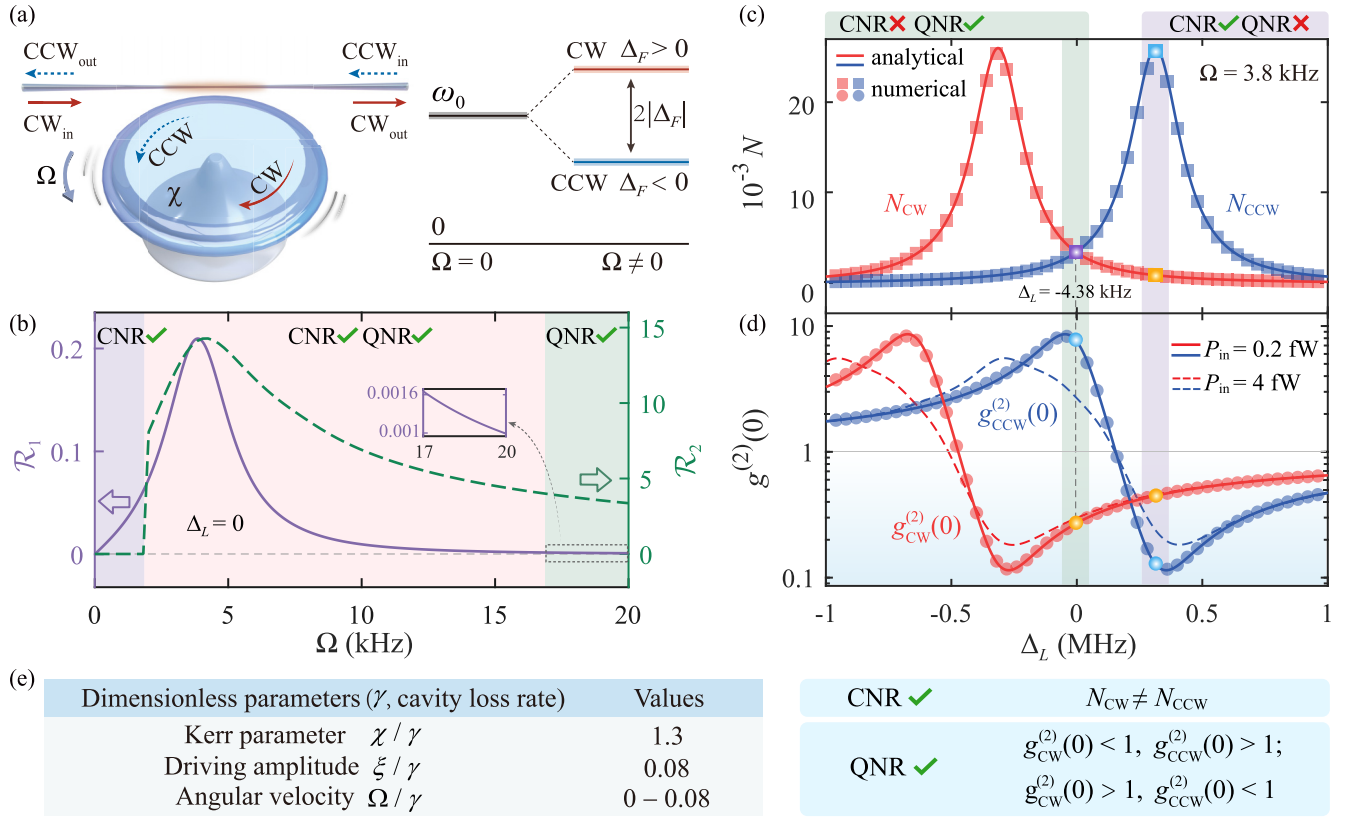 (a)
CCW_out
CCW_in
CW_in
CW_out
CCW
CW
Ω
χ
ω_0
CW Δ_F > 0
2|Δ_F|
CCW Δ_F < 0
0
Ω = 0 Ω ≠ 0
(b)
CNR✓ CNR✓ QNR✓ QNR✓
0.2
0.1
0
R_1
Δ_L = 0
0.0016
0.001
17 20
15
10
5
0
R_2
0 5 10 15 20
Ω (kHz)
(c)
CNR✗ QNR✓ CNR✓ QNR✗
analytical
numerical
Ω = 3.8 kHz
20
10
0
10^-3 N
N_CW
N_CCW
Δ_L = -4.38 kHz
(d)
10
1
0.1
g^(2)(0)
P_in = 0.2 fW
P_in = 4 fW
g^(2)_CCW(0)
g^(2)_CW(0)
-1 -0.5 0 0.5 1
Δ_L (MHz)
(e)
Dimensionless parameters (γ, cavity loss rate) Values
Kerr parameter χ / γ 1.3
Driving amplitude ξ / γ 0.08
Angular velocity Ω / γ 0 – 0.08
CNR ✓ N_CW ≠ N_CCW
QNR ✓
g^(2)_CW(0) < 1, g^(2)_CCW(0) > 1;
g^(2)_CW(0) > 1, g^(2)_CCW(0) < 1